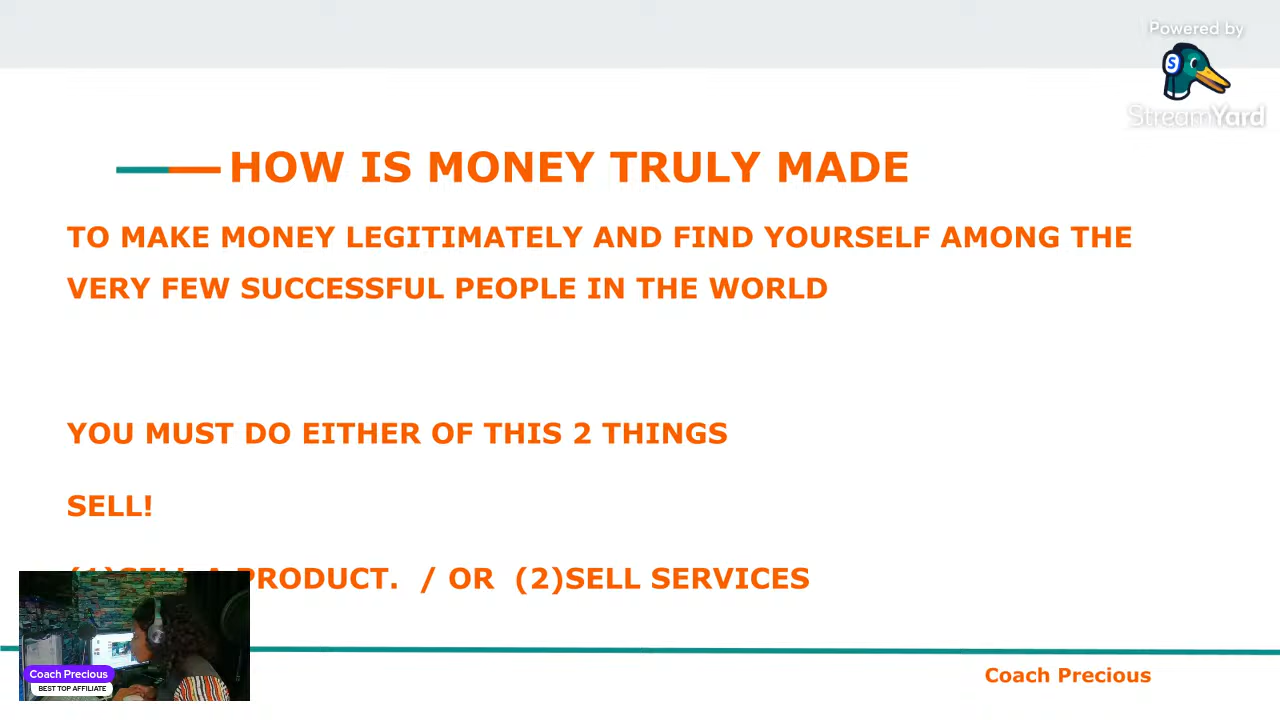 Powered by
StreamYard
HOW IS MONEY TRULY MADE
TO MAKE MONEY LEGITIMATELY AND FIND YOURSELF AMONG THE
VERY FEW SUCCESSFUL PEOPLE IN THE WORLD
YOU MUST DO EITHER OF THIS 2 THINGS
SELL!
PRODUCT. / OR (2)SELL SERVICES
Coach Precious
BEST TOP AFFILIATE
Coach Precious